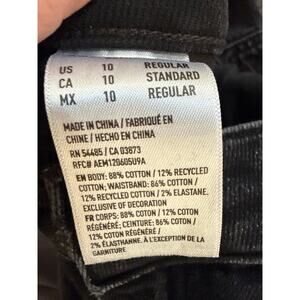 US 10 REGULAR
CA 10 STANDARD
MX 10 REGULAR
MADE IN CHINA / FABRIQUÉ EN
CHINE / HECHO EN CHINA
RN 54485 / CA 03873
RFC# AEM120605U9A
EN BODY: 88% COTTON / 12% RECYCLED
COTTON; WAISTBAND: 86% COTTON /
12% RECYCLED COTTON / 2% ELASTANE,
EXCLUSIVE OF DECORATION
FR CORPS: 88% COTON / 12% COTON
RÉGÉNÉRÉ; CEINTURE: 86% COTON /
12% COTON RÉGÉNÉRÉ /
2% ÉLASTHANNE. À L'EXCEPTION DE LA
GARNITURE